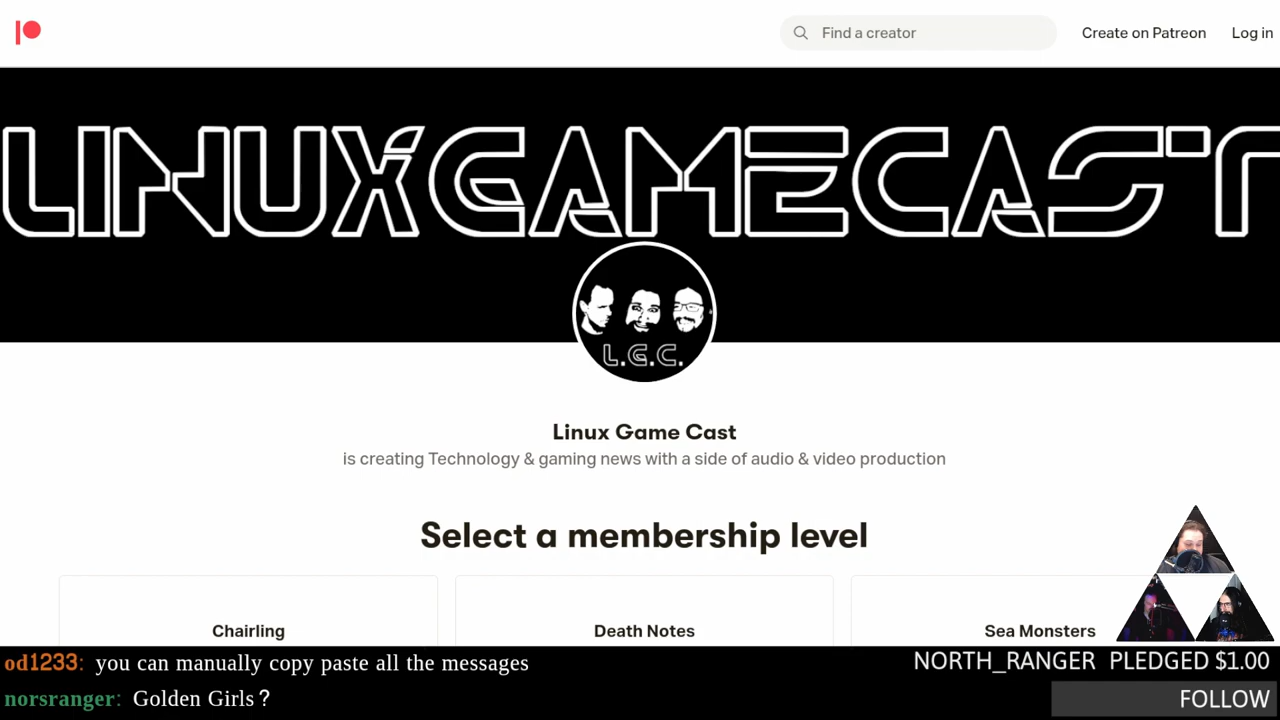 Find a creator
Create on Patreon
Log in
LINUXGAMECAST
L.G.C.
Linux Game Cast
is creating Technology & gaming news with a side of audio & video production
Select a membership level
Chairling
Death Notes
Sea Monsters
od1233: you can manually copy paste all the messages
NORTH_RANGER PLEDGED $1.00
norsranger: Golden Girls?
FOLLOW